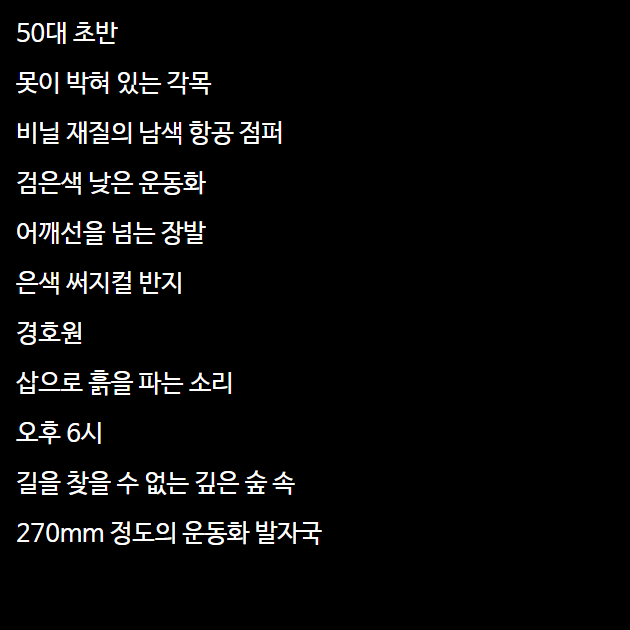 50대 초반
못이 박혀 있는 각목
비닐 재질의 남색 항공 점퍼
검은색 낮은 운동화
어깨선을 넘는 장발
은색 써지컬 반지
경호원
삽으로 흙을 파는 소리
오후 6시
길을 찾을 수 없는 깊은 숲 속
270mm 정도의 운동화 발자국